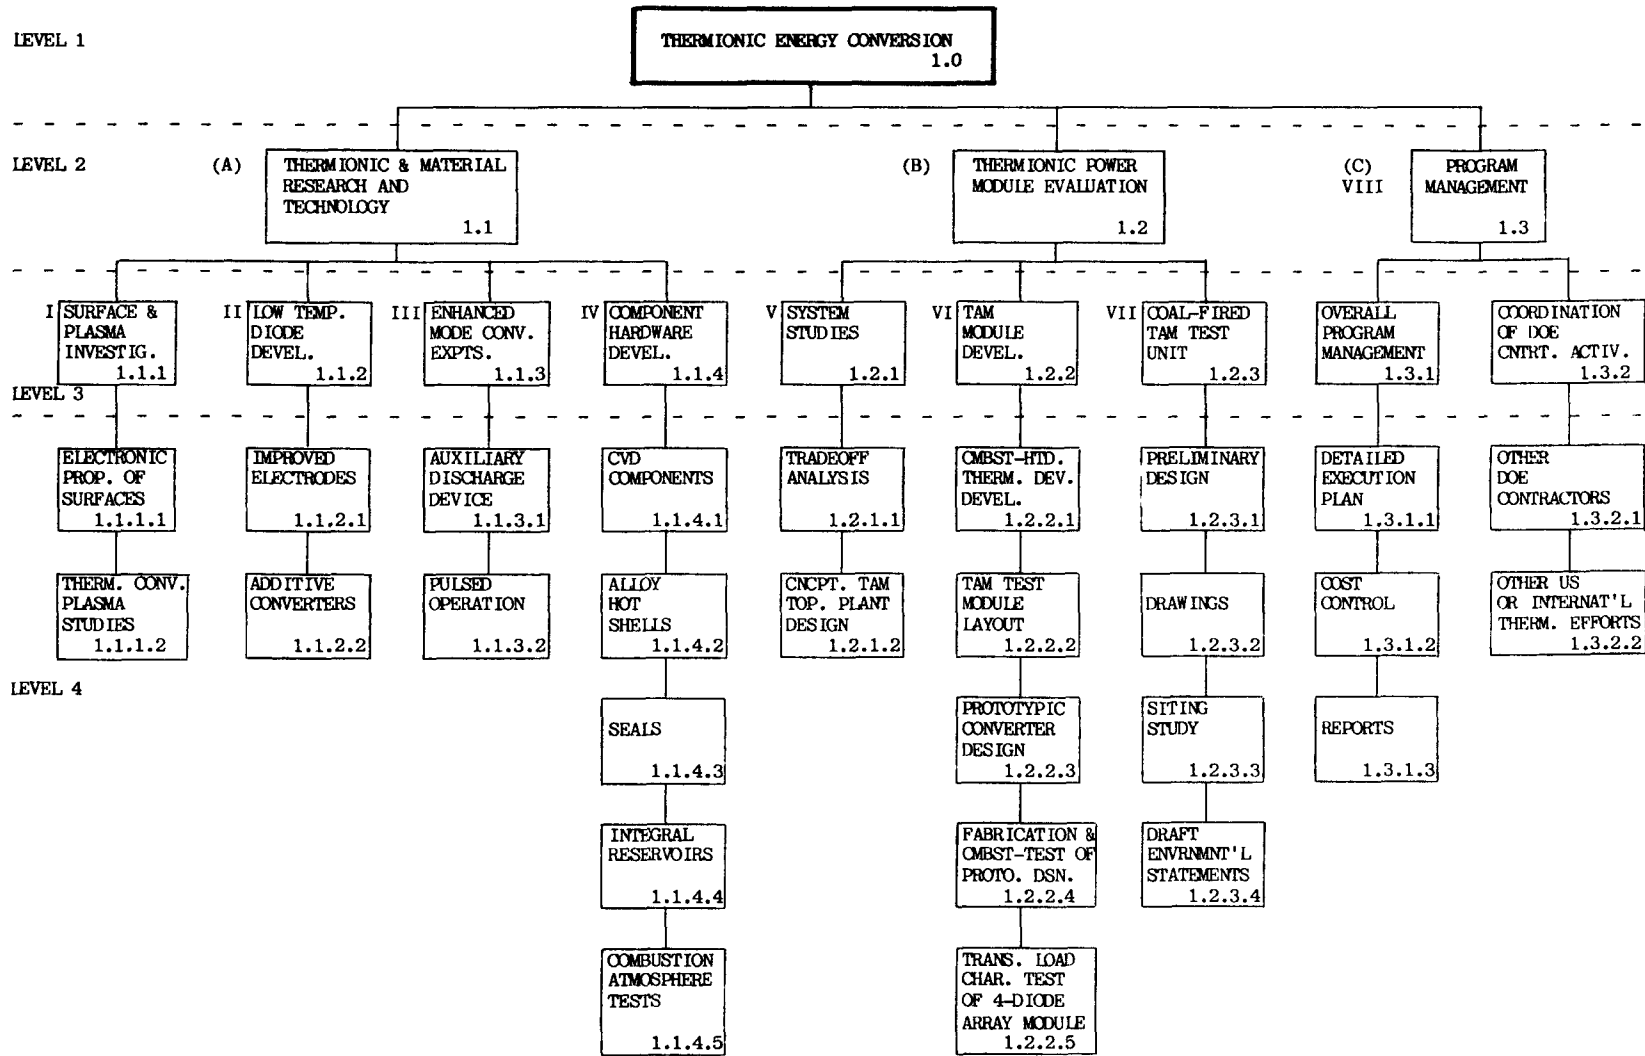 LEVEL 1
THERMIONIC ENERGY CONVERSION
1.0
LEVEL 2
(A)
THERMIONIC & MATERIAL
RESEARCH AND
TECHNOLOGY
1.1
(B)
THERMIONIC POWER
MODULE EVALUATION
1.2
(C)
VIII
PROGRAM
MANAGEMENT
1.3
I
SURFACE &
PLASMA
INVESTIG.
1.1.1
II
LOW TEMP.
DIODE
DEVEL.
1.1.2
III
ENHANCED
MODE CONV.
EXPTS.
1.1.3
IV
COMPONENT
HARDWARE
DEVEL.
1.1.4
V
SYSTEM
STUDIES
1.2.1
VI
TAM
MODULE
DEVEL.
1.2.2
VII
COAL-FIRED
TAM TEST
UNIT
1.2.3
OVERALL
PROGRAM
MANAGEMENT
1.3.1
COORDINATION
OF DOE
CNTRT. ACTIV.
1.3.2
LEVEL 3
ELECTRONIC
PROP. OF
SURFACES
1.1.1.1
IMPROVED
ELECTRODES
1.1.2.1
AUXILIARY
DISCHARGE
DEVICE
1.1.3.1
CVD
COMPONENTS
1.1.4.1
TRADEOFF
ANALYSIS
1.2.1.1
CMBST-HTD.
THERM. DEV.
DEVEL.
1.2.2.1
PRELIMINARY
DESIGN
1.2.3.1
DETAILED
EXECUTION
PLAN
1.3.1.1
OTHER
DOE
CONTRACTORS
1.3.2.1
THERM. CONV.
PLASMA
STUDIES
1.1.1.2
ADDITIVE
CONVERTERS
1.1.2.2
PULSED
OPERATION
1.1.3.2
ALLOY
HOT
SHELLS
1.1.4.2
CNCPT. TAM
TOP. PLANT
DESIGN
1.2.1.2
TAM TEST
MODULE
LAYOUT
1.2.2.2
DRAWINGS
1.2.3.2
COST
CONTROL
1.3.1.2
OTHER US
OR INTERNAT'L
THERM. EFFORTS
1.3.2.2
LEVEL 4
SEALS
1.1.4.3
PROTOTYPIC
CONVERTER
DESIGN
1.2.2.3
SITING
STUDY
1.2.3.3
REPORTS
1.3.1.3
INTEGRAL
RESERVOIRS
1.1.4.4
FABRICATION &
CMBST-TEST OF
PROTO. DSN.
1.2.2.4
DRAFT
ENVRNMNT'L
STATEMENTS
1.2.3.4
COMBUSTION
ATMOSPHERE
TESTS
1.1.4.5
TRANS. LOAD
CHAR. TEST
OF 4-DIODE
ARRAY MODULE
1.2.2.5